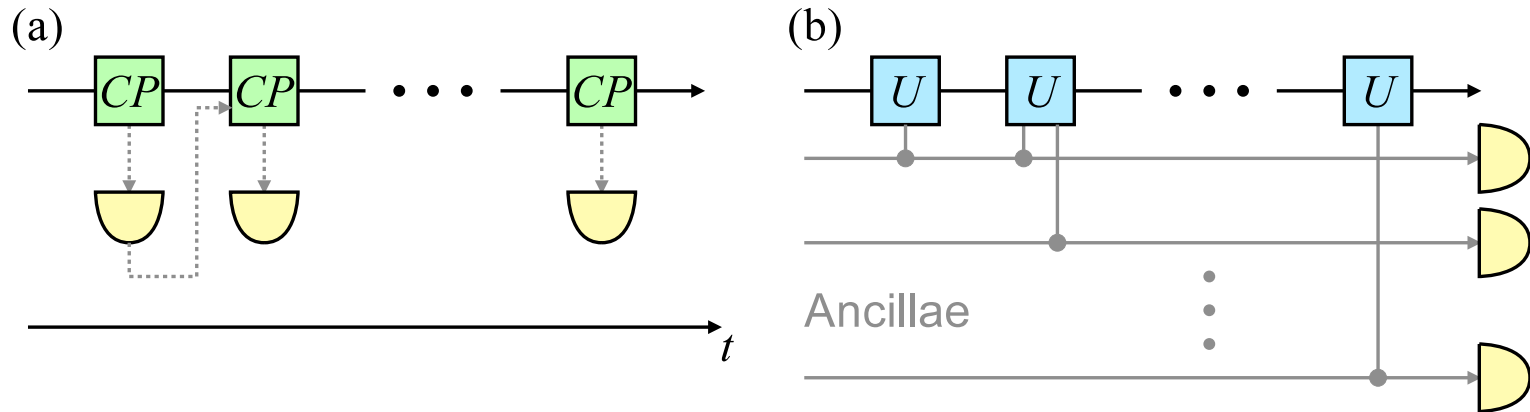 (a)
(b)
CP CP CP
U U U
Ancillae
t